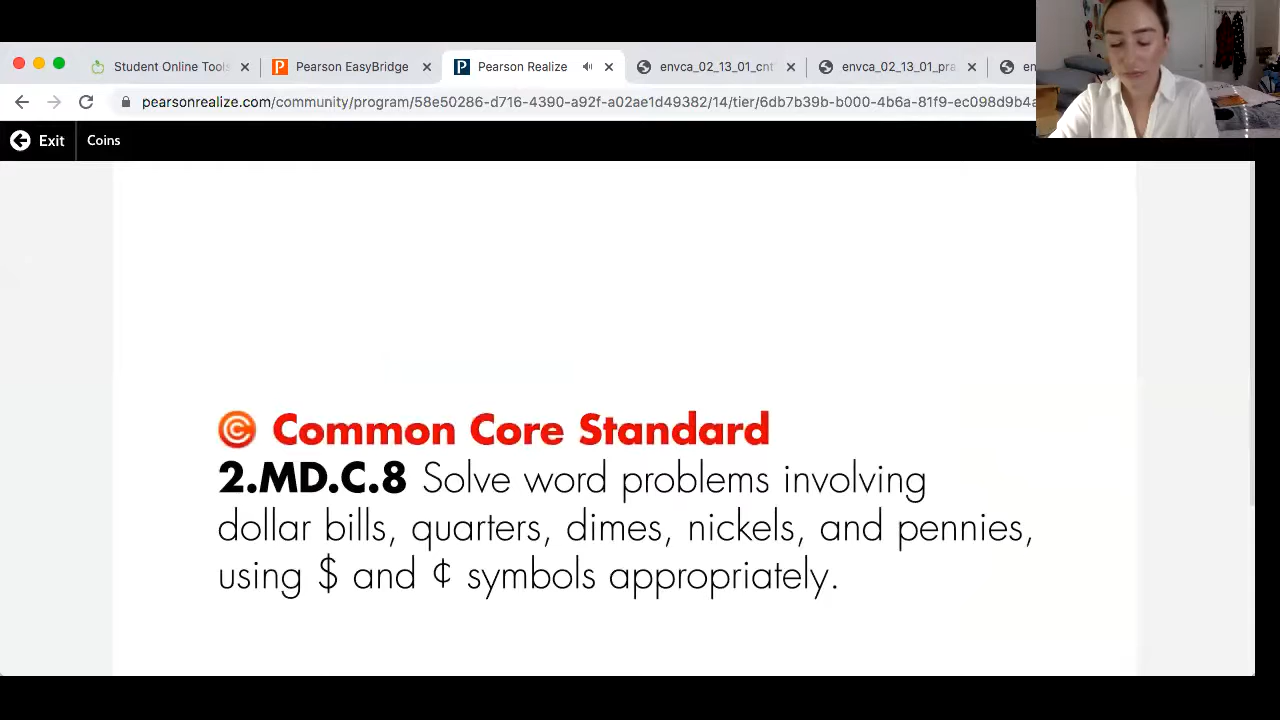 Student Online Tools
Pearson EasyBridge
Pearson Realize
envca_02_13_01_cnt
envca_02_13_01_pra
en
pearsonrealize.com/community/program/58e50286-d716-4390-a92f-a02ae1d49382/14/tier/6db7b39b-b000-4b6a-81f9-ec098d9b4a
Exit
Coins
© Common Core Standard
2.MD.C.8 Solve word problems involving
dollar bills, quarters, dimes, nickels, and pennies,
using $ and ¢ symbols appropriately.